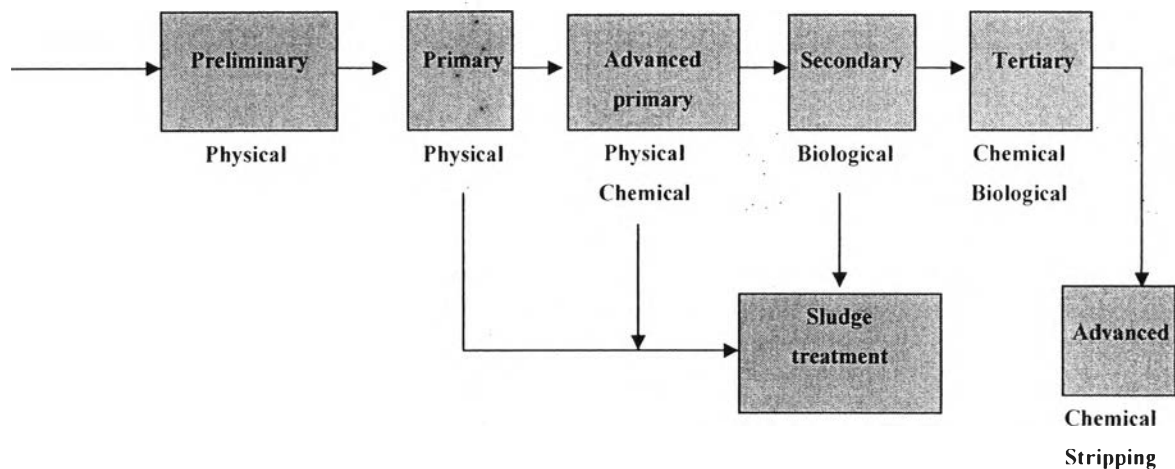 Preliminary
Primary
Advanced
primary
Secondary
Tertiary
Physical
Physical
Physical
Chemical
Biological
Chemical
Biological
Sludge
treatment
Advanced
Chemical
Stripping